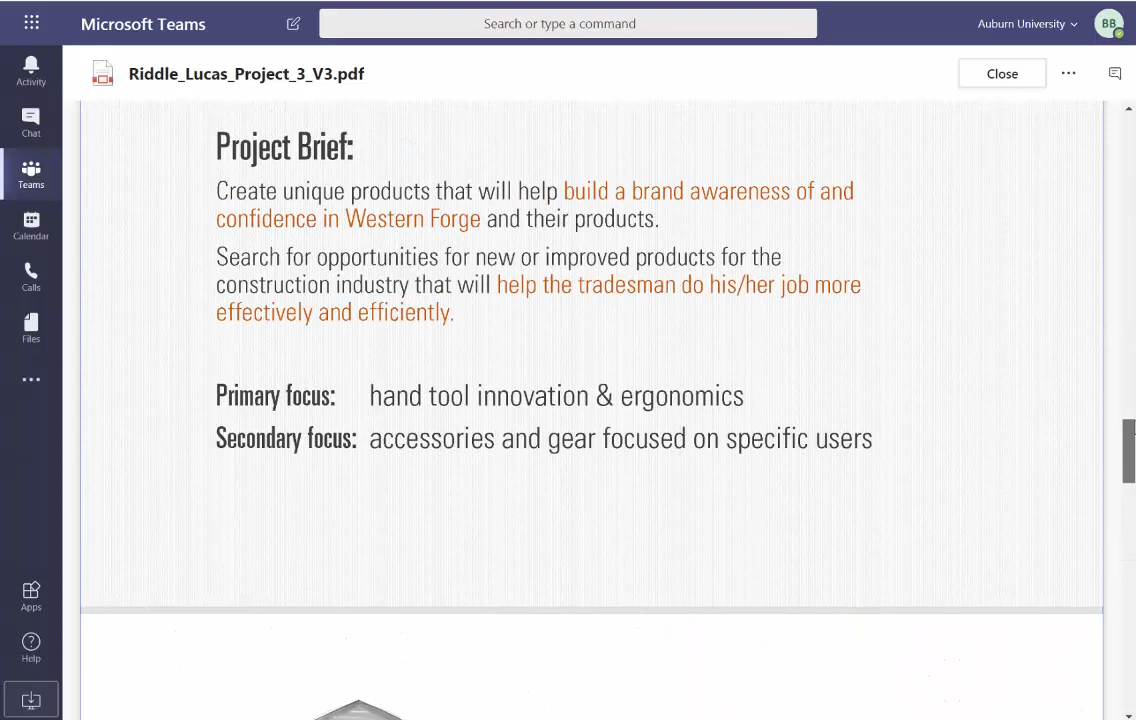 Microsoft Teams
Search or type a command
Auburn University
BB
Activity
Chat
Teams
Calendar
Calls
Files
Apps
Help
Riddle_Lucas_Project_3_V3.pdf
Close
Project Brief:
Create unique products that will help build a brand awareness of and
confidence in Western Forge and their products.
Search for opportunities for new or improved products for the
construction industry that will help the tradesman do his/her job more
effectively and efficiently.
Primary focus: hand tool innovation & ergonomics
Secondary focus: accessories and gear focused on specific users